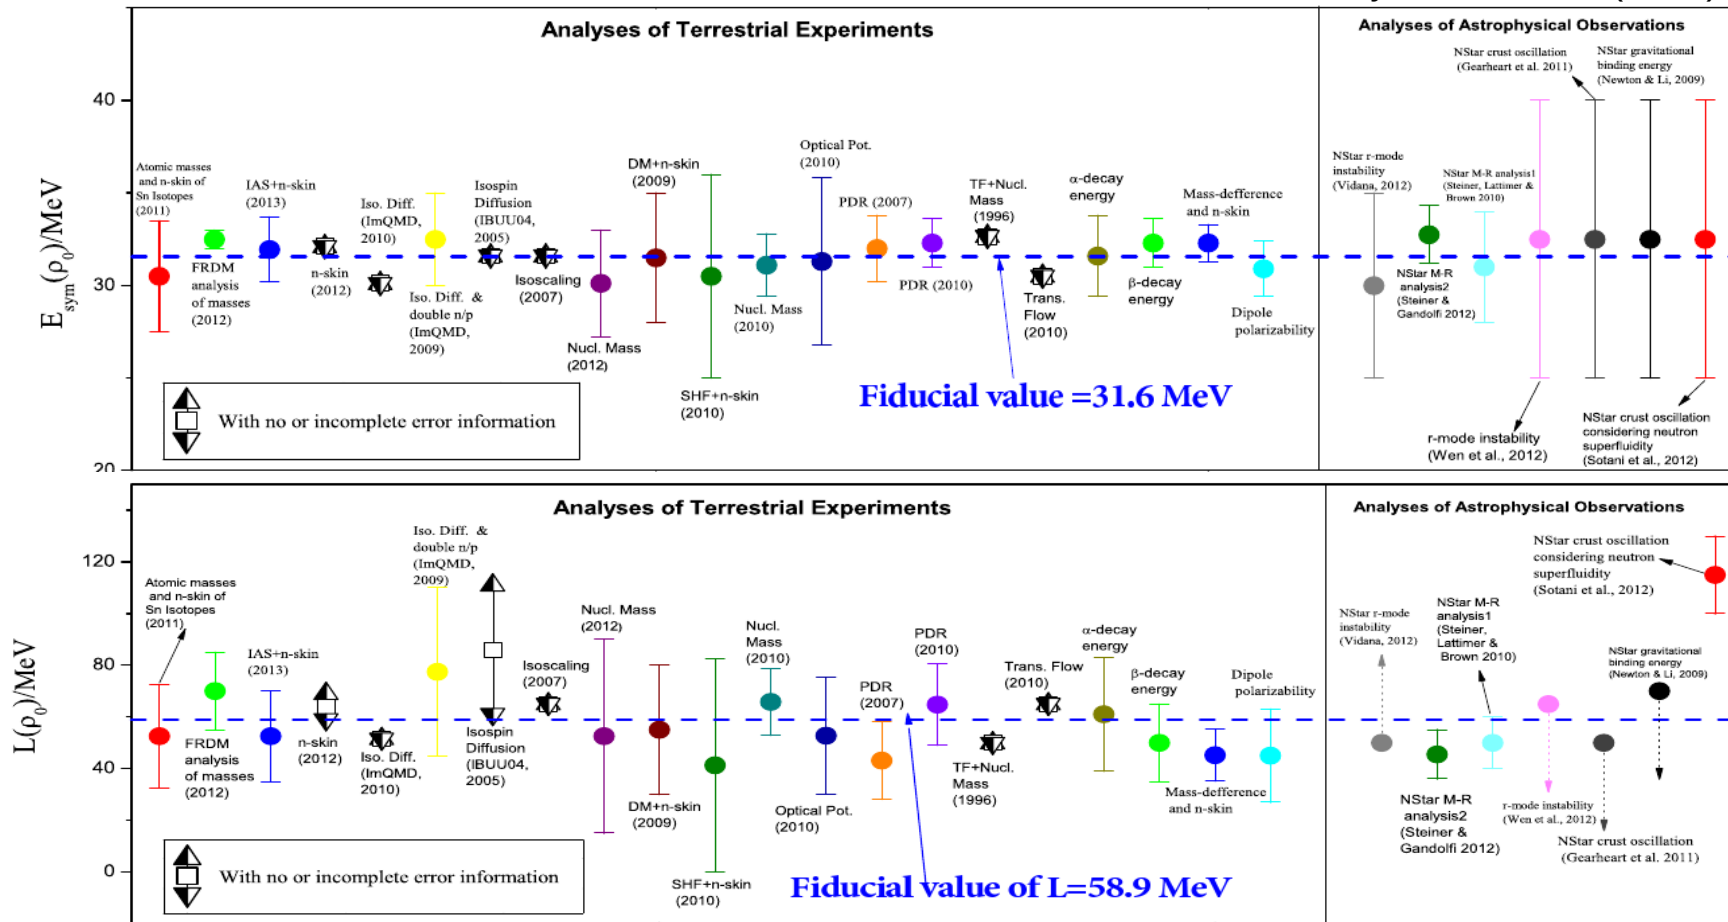 Analyses of Terrestrial Experiments
Analyses of Astrophysical Observations
E_sym(ρ_0)/MeV
40
30
20
Atomic masses
and n-skin of
Sn Isotopes
(2011)
FRDM
analysis
of masses
(2012)
IAS+n-skin
(2013)
n-skin
(2012)
Iso. Diff.
(ImQMD,
2010)
Iso. Diff. &
double n/p
(ImQMD,
2009)
Isospin
Diffusion
(IBUU04,
2005)
Isoscaling
(2007)
Nucl. Mass
(2012)
DM+n-skin
(2009)
SHF+n-skin
(2010)
Nucl. Mass
(2010)
Optical Pot.
(2010)
PDR (2007)
PDR (2010)
TF+Nucl.
Mass
(1996)
Trans.
Flow
(2010)
α-decay
energy
β-decay
energy
Mass-defference
and n-skin
Dipole
polarizability
Fiducial value =31.6 MeV
With no or incomplete error information
NStar r-mode
instability
(Vidana, 2012)
NStar M-R
analysis2
(Steiner &
Gandolfi 2012)
NStar M-R analysis1
(Steiner, Lattimer &
Brown 2010)
r-mode instability
(Wen et al., 2012)
NStar crust oscillation
(Gearheart et al. 2011)
NStar gravitational
binding energy
(Newton & Li, 2009)
NStar crust oscillation
considering neutron
superfluidity
(Sotani et al., 2012)
Analyses of Terrestrial Experiments
Analyses of Astrophysical Observations
L(ρ_0)/MeV
120
80
40
0
Atomic masses
and n-skin of
Sn Isotopes
(2011)
FRDM
analysis
of masses
(2012)
IAS+n-skin
(2013)
n-skin
(2012)
Iso. Diff.
(ImQMD,
2010)
Iso. Diff. &
double n/p
(ImQMD,
2009)
Isospin
Diffusion
(IBUU04,
2005)
Isoscaling
(2007)
Nucl. Mass
(2012)
DM+n-skin
(2009)
SHF+n-skin
(2010)
Nucl.
Mass
(2010)
Optical Pot.
(2010)
PDR
(2007)
PDR
(2010)
TF+Nucl.
Mass
(1996)
Trans. Flow
(2010)
α-decay
energy
β-decay
energy
Mass-defference
and n-skin
Dipole
polarizability
Fiducial value of L=58.9 MeV
With no or incomplete error information
NStar r-mode
instability
(Vidana, 2012)
NStar M-R
analysis2
(Steiner &
Gandolfi 2012)
NStar M-R
analysis1
(Steiner,
Lattimer &
Brown 2010)
r-mode instability
(Wen et al., 2012)
NStar crust oscillation
(Gearheart et al. 2011)
NStar gravitational
binding energy
(Newton & Li, 2009)
NStar crust oscillation
considering neutron
superfluidity
(Sotani et al., 2012)